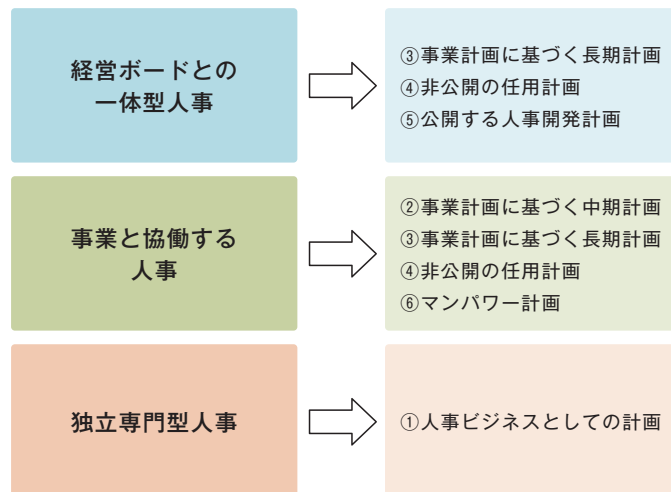 経営ボードとの
一体型人事
③事業計画に基づく長期計画
④非公開の任用計画
⑤公開する人事開発計画
事業と協働する
人事
②事業計画に基づく中期計画
③事業計画に基づく長期計画
④非公開の任用計画
⑥マンパワー計画
独立専門型人事
①人事ビジネスとしての計画